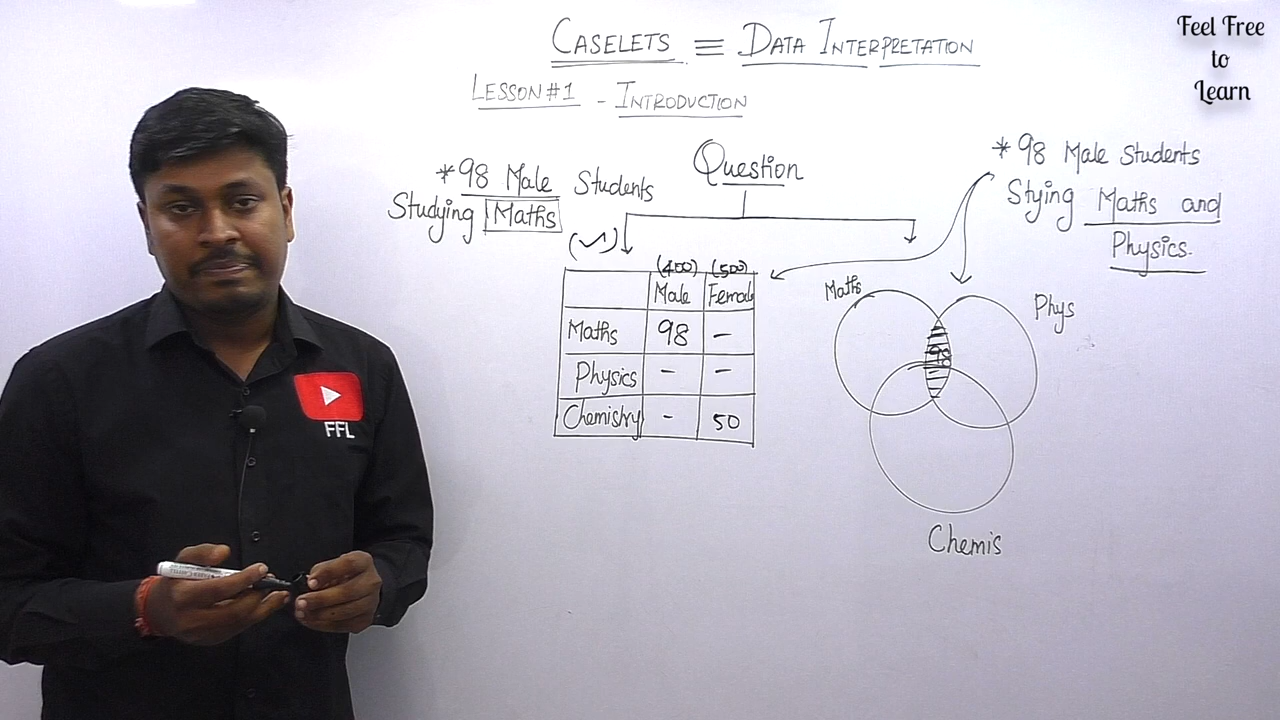 Feel Free
to
Learn
CASELETS ≡ DATA INTERPRETATION
LESSON #1 - INTRODUCTION
Question
*98 Male Students
Studying Maths
*98 Male Students
Stying Maths and
Physics.
(400) (500)
Male Female
Maths 98 -
Physics - -
Chemistry - 50
Maths
Phys
98
Chemis
FFL